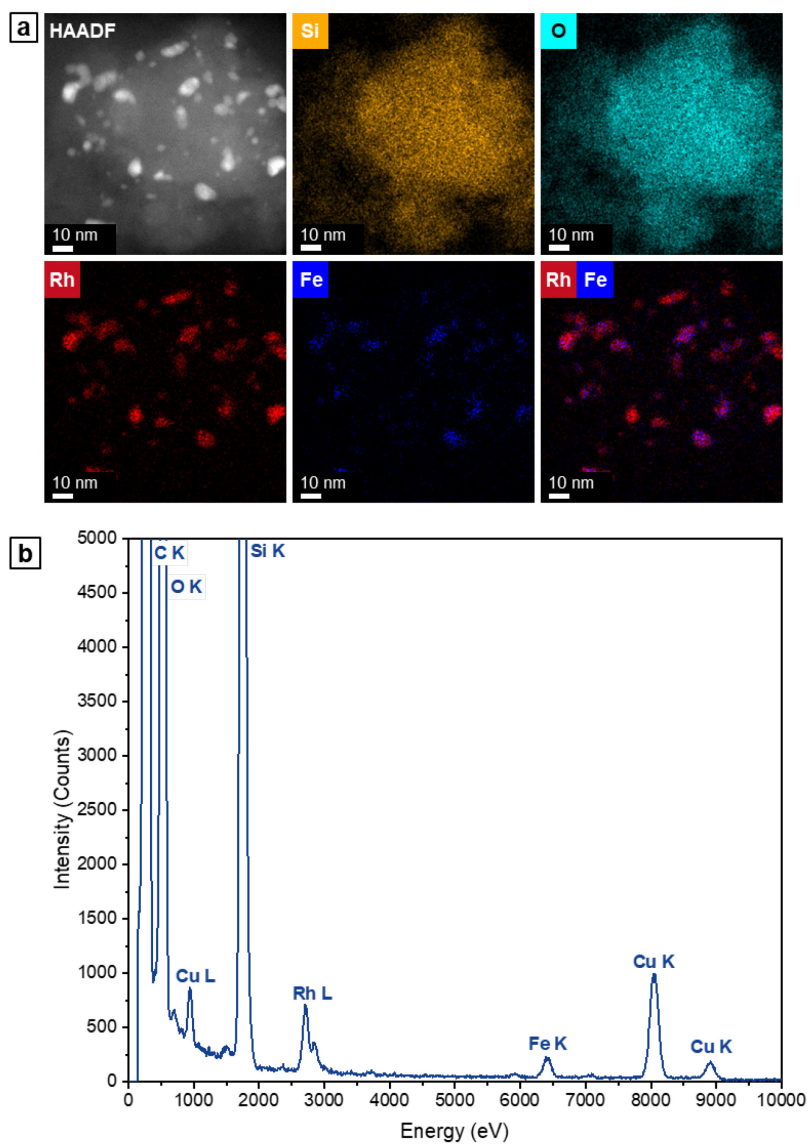 a
HAADF
Si
O
10 nm
10 nm
10 nm
Rh
Fe
Rh Fe
10 nm
10 nm
10 nm
b
5000
4500
4000
3500
3000
2500
2000
1500
1000
500
0
Intensity (Counts)
C K
O K
Si K
Cu L
Rh L
Fe K
Cu K
Cu K
0 1000 2000 3000 4000 5000 6000 7000 8000 9000 10000
Energy (eV)